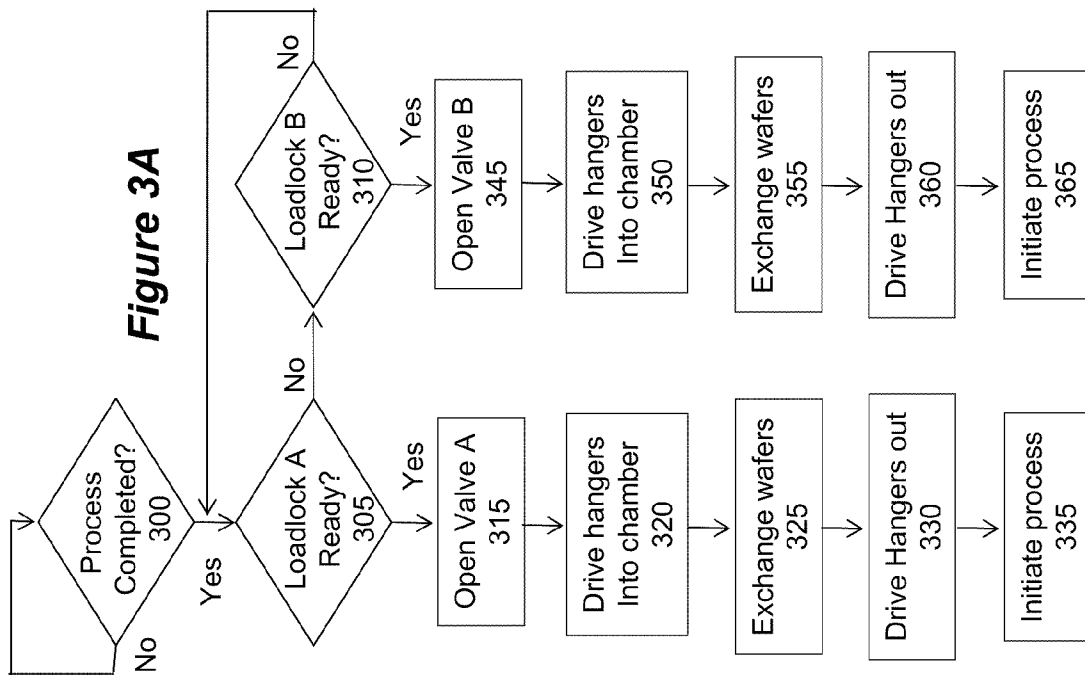 Figure 3A
Process
Completed?
300
No
Yes
Loadlock A
Ready?
305
No
Loadlock B
Ready?
310
No
Yes
Open Valve A
315
Drive hangers
Into chamber
320
Exchange wafers
325
Drive Hangers out
330
Initiate process
335
Yes
Open Valve B
345
Drive hangers
Into chamber
350
Exchange wafers
355
Drive Hangers out
360
Initiate process
365